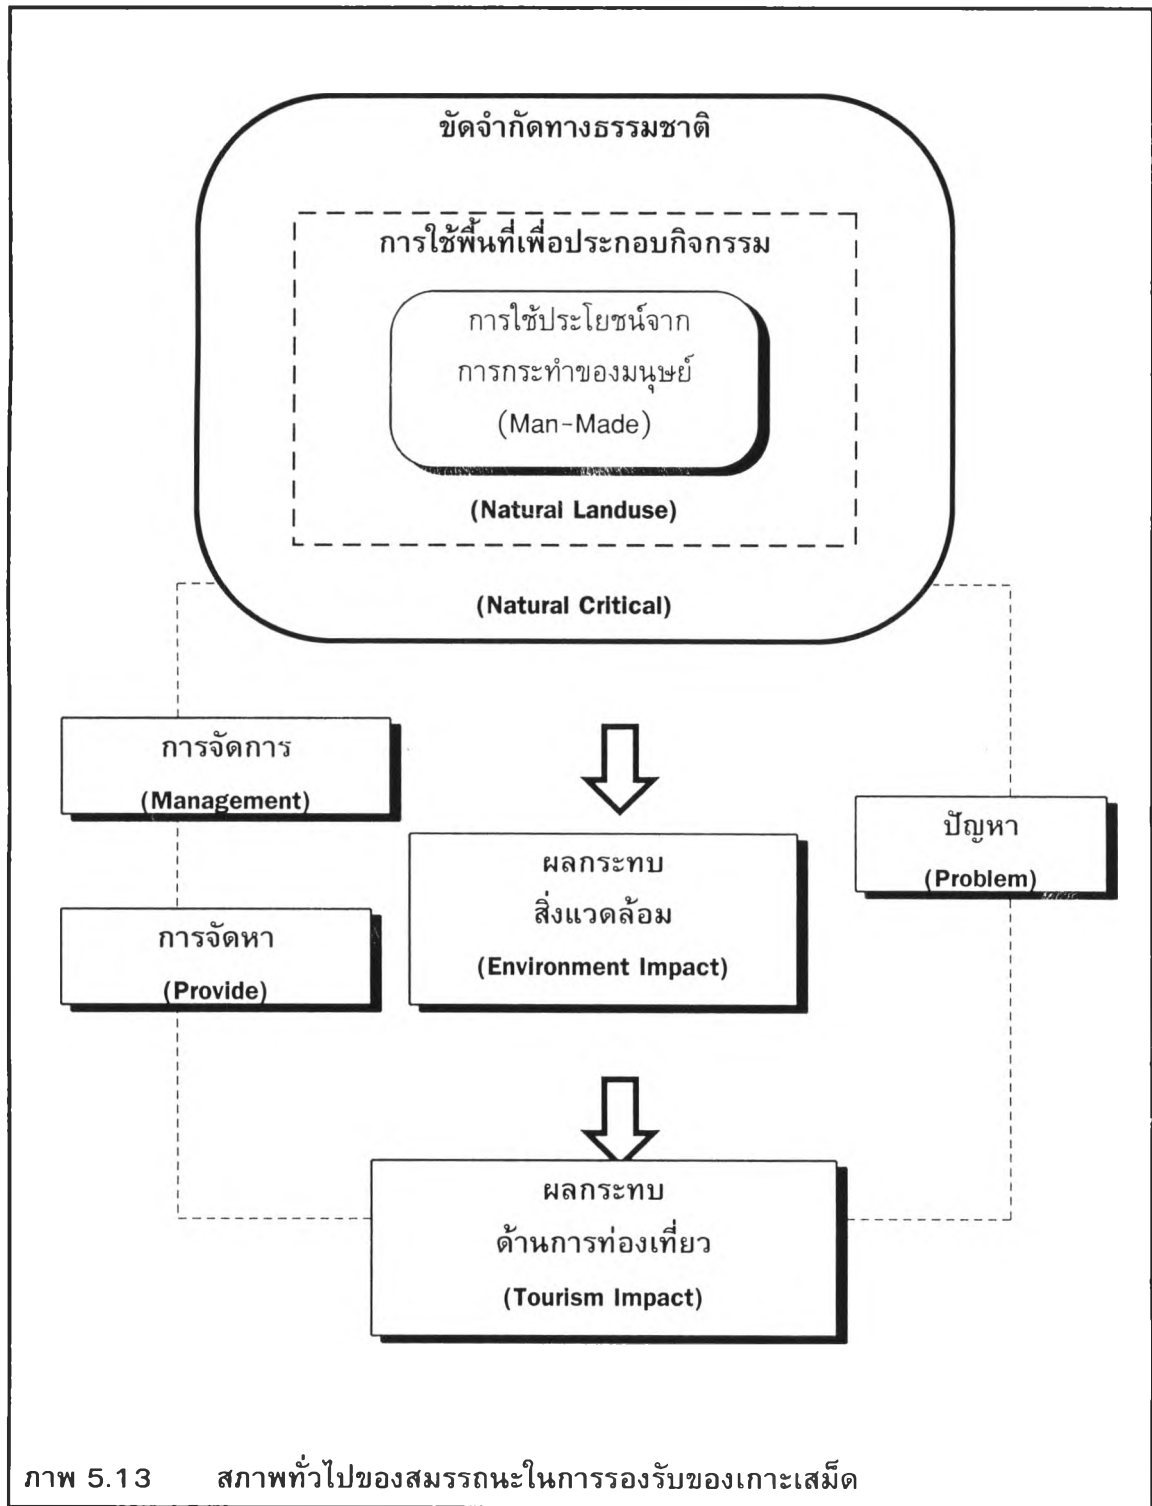 ขัดจำกัดทางธรรมชาติ
การใช้พื้นที่เพื่อประกอบกิจกรรม
การใช้ประโยชน์จาก
การกระทำของมนุษย์
(Man-Made)
(Natural Landuse)
(Natural Critical)
การจัดการ
(Management)
ปัญหา
(Problem)
ผลกระทบ
สิ่งแวดล้อม
(Environment Impact)
การจัดหา
(Provide)
ผลกระทบ
ด้านการท่องเที่ยว
(Tourism Impact)
ภาพ 5.13 สภาพทั่วไปของสมรรถนะในการรองรับของเกาะเสม็ด